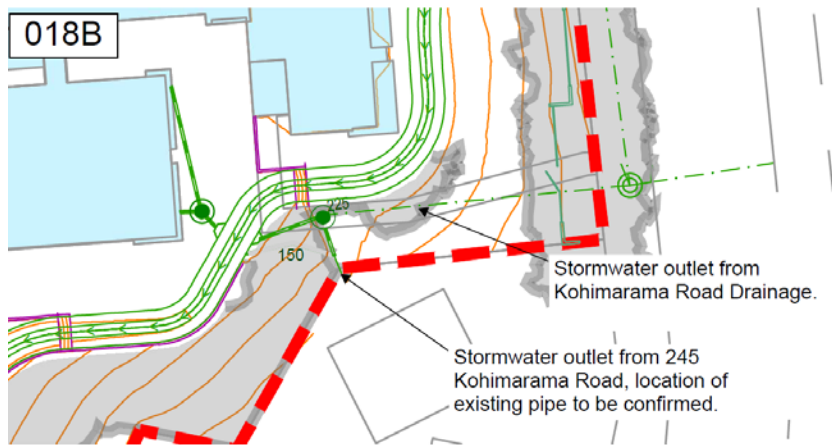 018B
225
150
Stormwater outlet from
Kohimarama Road Drainage.
Stormwater outlet from 245
Kohimarama Road, location of
existing pipe to be confirmed.